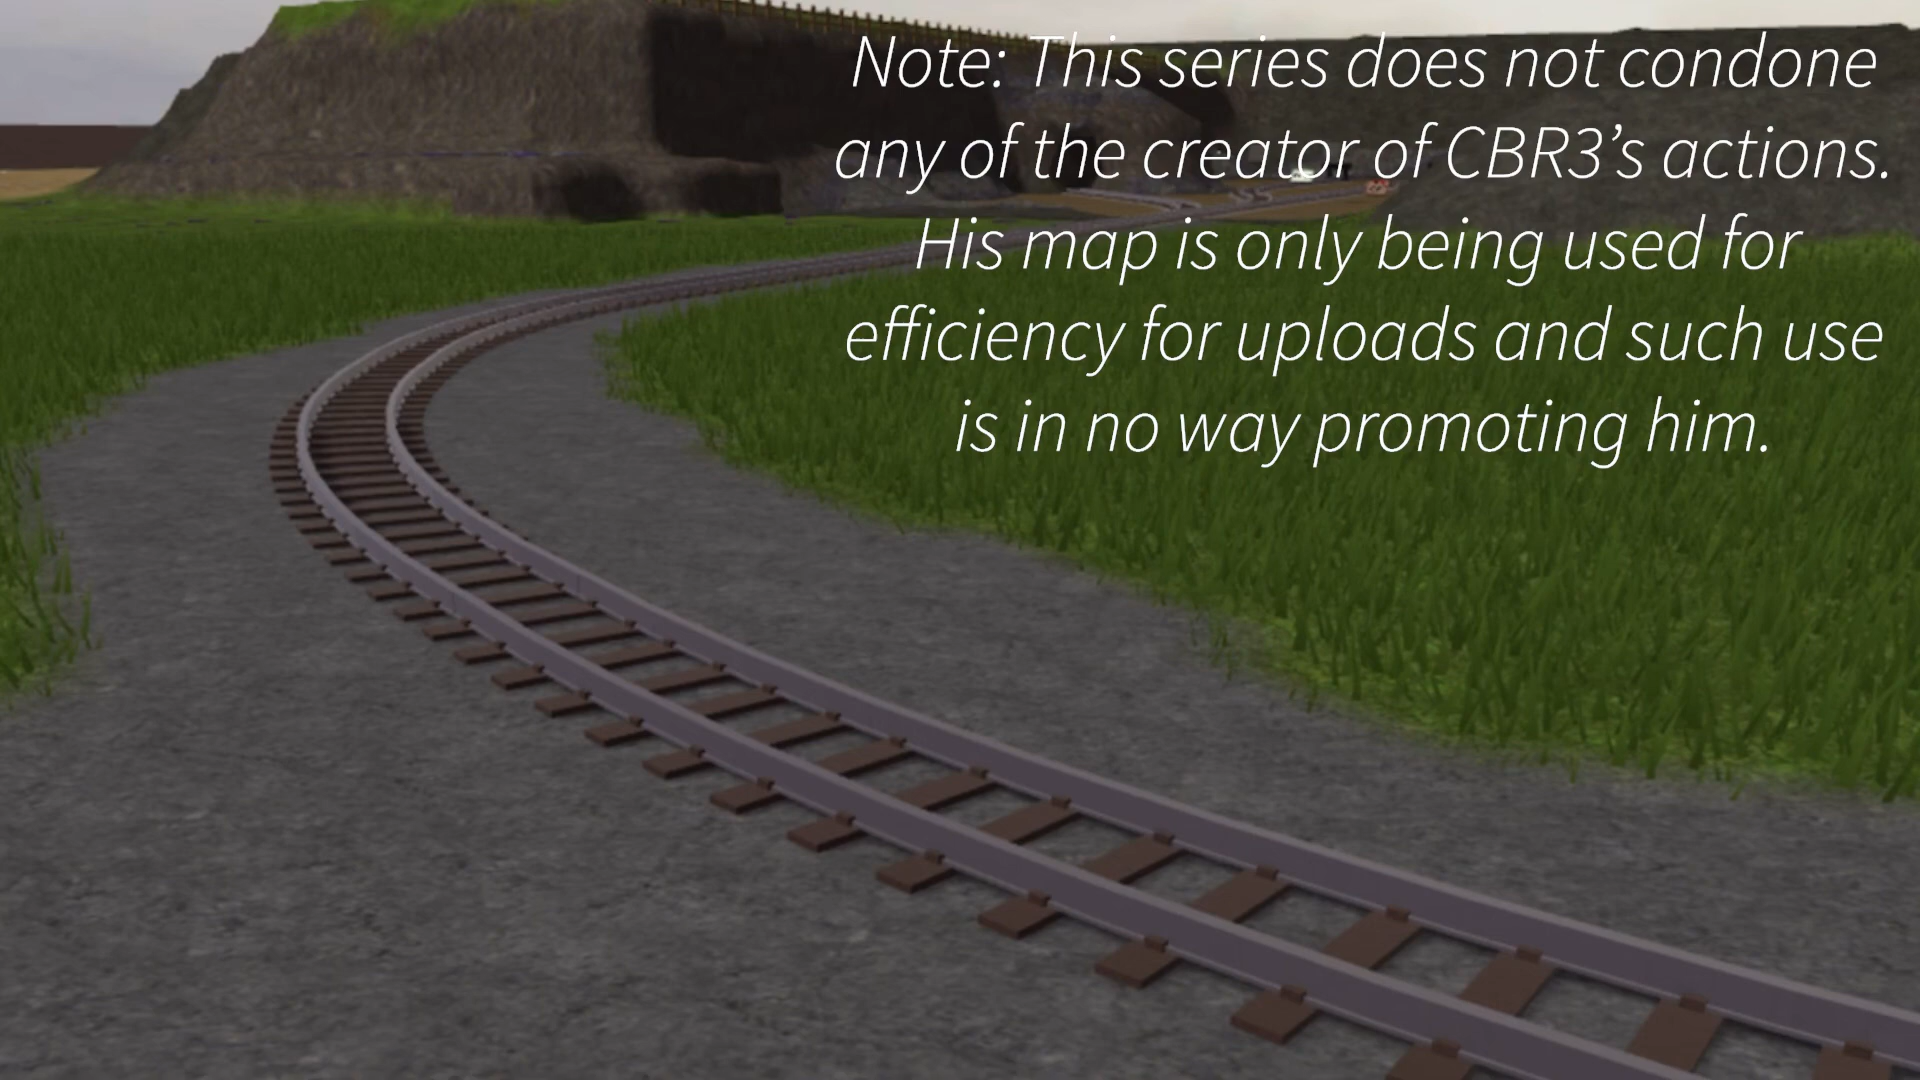 Note: This series does not condone
any of the creator of CBR3’s actions.
His map is only being used for
efficiency for uploads and such use
is in no way promoting him.